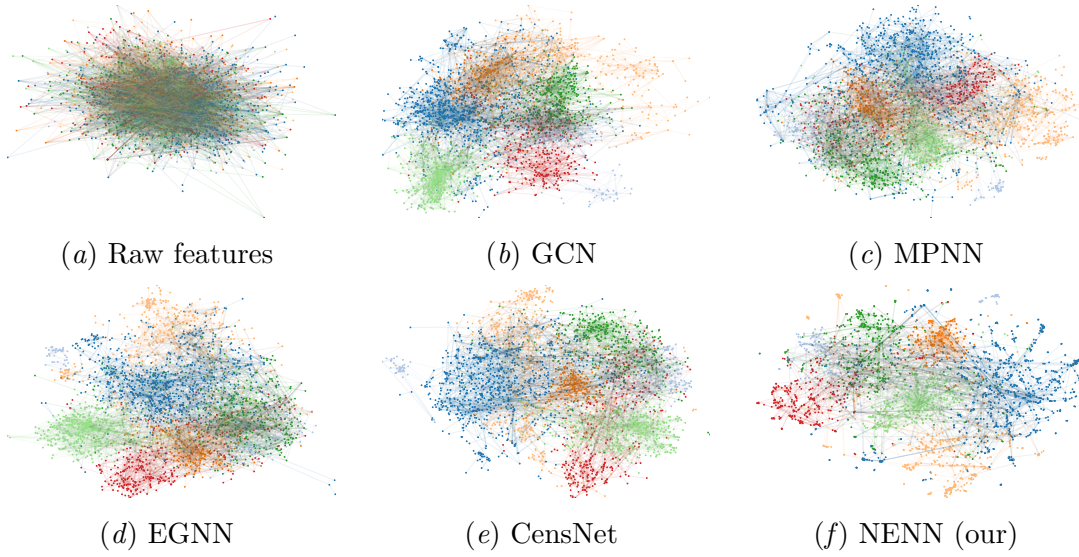 (a) Raw features
(b) GCN
(c) MPNN
(d) EGNN
(e) CensNet
(f) NENN (our)